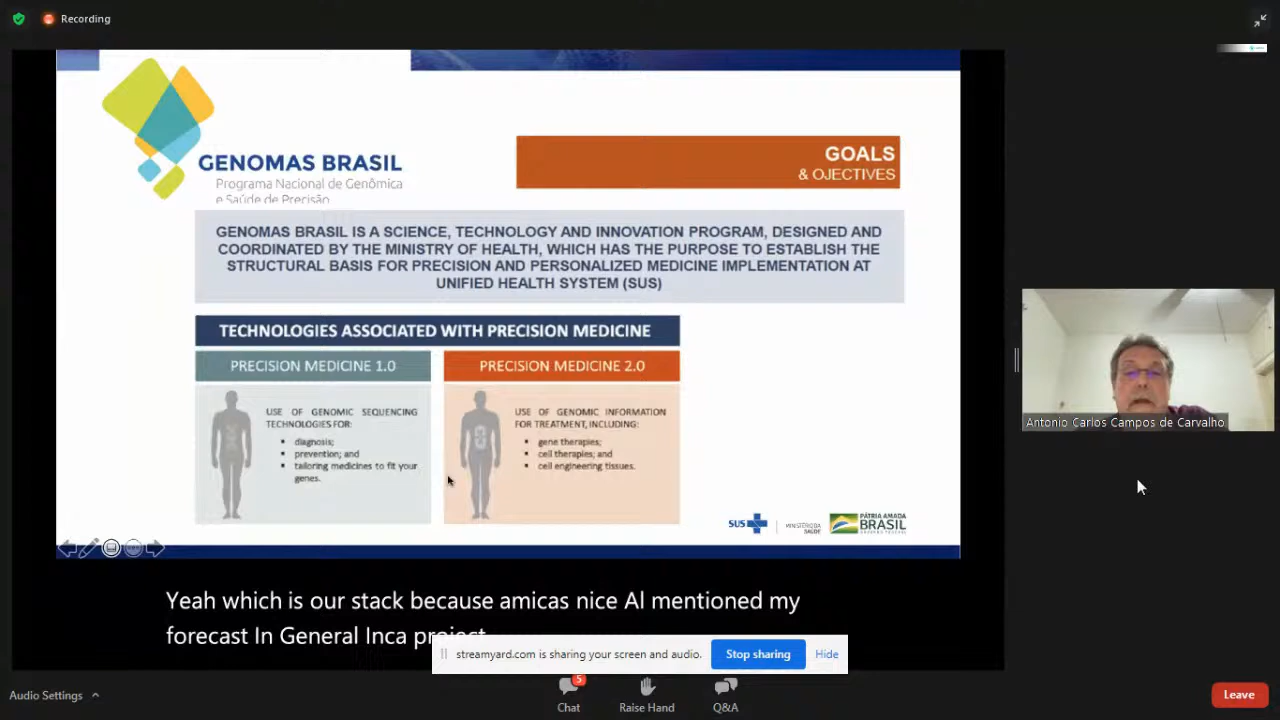 Recording
GENOMAS BRASIL
Programa Nacional de Genômica
e Saúde de Precisão
GOALS
& OJECTIVES
GENOMAS BRASIL IS A SCIENCE, TECHNOLOGY AND INNOVATION PROGRAM, DESIGNED AND
COORDINATED BY THE MINISTRY OF HEALTH, WHICH HAS THE PURPOSE TO ESTABLISH THE
STRUCTURAL BASIS FOR PRECISION AND PERSONALIZED MEDICINE IMPLEMENTATION AT
UNIFIED HEALTH SYSTEM (SUS)
TECHNOLOGIES ASSOCIATED WITH PRECISION MEDICINE
PRECISION MEDICINE 1.0
USE OF GENOMIC SEQUENCING
TECHNOLOGIES FOR:
▪ diagnosis;
▪ prevention; and
▪ tailoring medicines to fit your
genes.
PRECISION MEDICINE 2.0
USE OF GENOMIC INFORMATION
FOR TREATMENT, INCLUDING:
▪ gene therapies;
▪ cell therapies; and
▪ cell engineering tissues.
SUS
MINISTÉRIO DA
SAÚDE
PÁTRIA AMADA
BRASIL
GOVERNO FEDERAL
Antonio Carlos Campos de Carvalho
Yeah which is our stack because amicas nice Al mentioned my
forecast In General Inca project
streamyard.com is sharing your screen and audio.
Stop sharing
Hide
Audio Settings
5
Chat
Raise Hand
Q&A
Leave